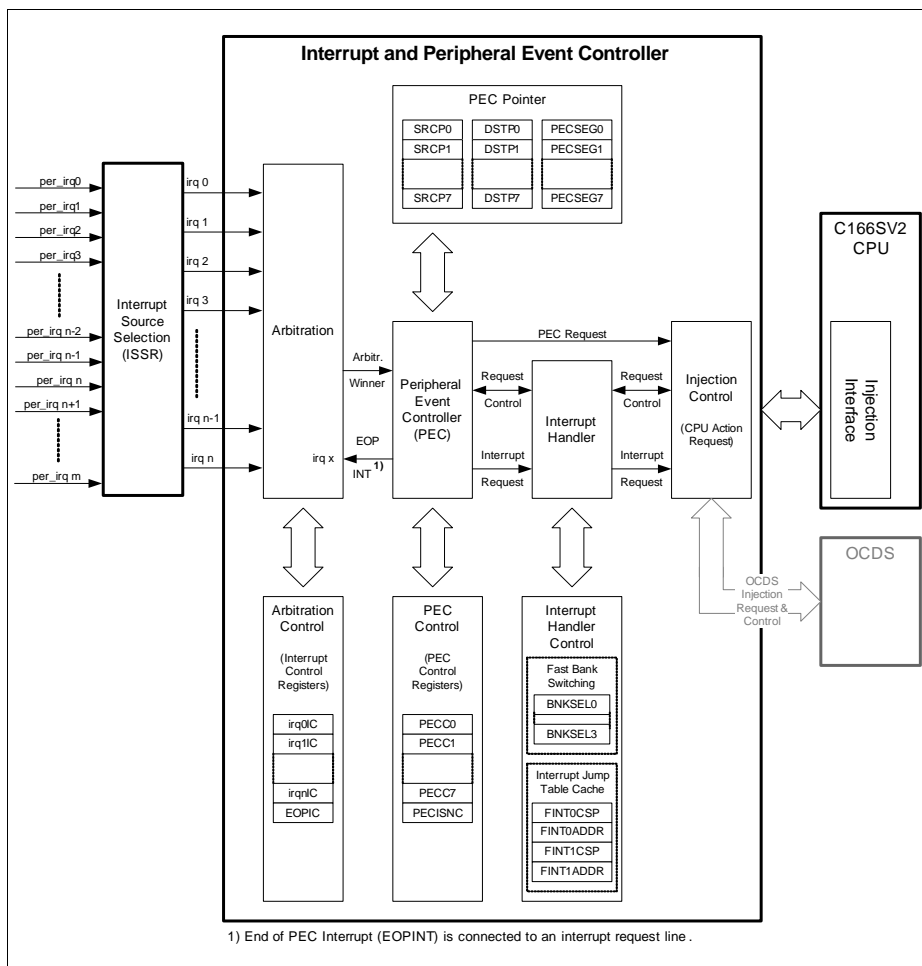 Interrupt and Peripheral Event Controller
PEC Pointer
SRCP0
SRCP1
SRCP7
DSTP0
DSTP1
DSTP7
PECSEG0
PECSEG1
PECSEG7
per_irq0
per_irq1
per_irq2
per_irq3
per_irq n-2
per_irq n-1
per_irq n
per_irq n+1
per_irq m
Interrupt
Source
Selection
(ISSR)
irq 0
irq 1
irq 2
irq 3
irq n-1
irq n
Arbitration
irq x
Arbitr.
Winner
EOP
INT 1)
Peripheral
Event
Controller
(PEC)
PEC Request
Request
Control
Interrupt
Request
Interrupt
Handler
Request
Control
Interrupt
Request
Injection
Control
(CPU Action
Request)
C166SV2
CPU
Injection
Interface
OCDS
OCDS
Injection
Request &
Control
Arbitration
Control
(Interrupt
Control
Registers)
irq0IC
irq1IC
irqnIC
EOPIC
PEC
Control
(PEC
Control
Registers)
PECC0
PECC1
PECC7
PECISNC
Interrupt
Handler
Control
Fast Bank
Switching
BNKSEL0
BNKSEL3
Interrupt Jump
Table Cache
FINT0CSP
FINT0ADDR
FINT1CSP
FINT1ADDR
1) End of PEC Interrupt (EOPINT) is connected to an interrupt request line .